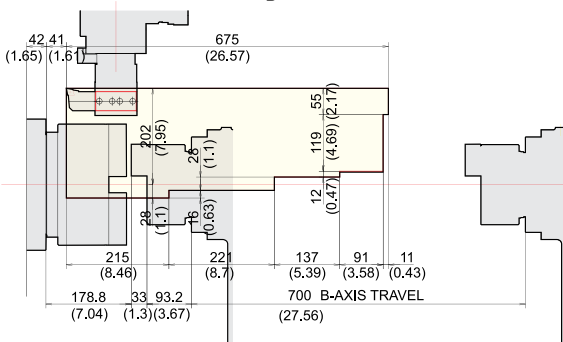 42 41 675
(1.65) (1.61) (26.57)
55
(2.17)
202
(7.95)
119
(4.69)
28
(1.1)
12
(0.47)
28
(1.1)
16
(0.63)
215 221 137 91 11
(8.46) (8.7) (5.39) (3.58) (0.43)
178.8 33 93.2 700 B-AXIS TRAVEL
(7.04) (1.3) (3.67) (27.56)